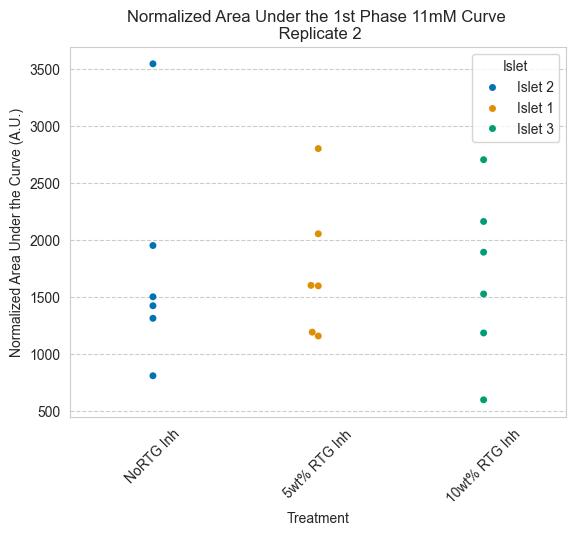 Normalized Area Under the 1st Phase 11mM Curve
Replicate 2
Normalized Area Under the Curve (A.U.)
3500
3000
2500
2000
1500
1000
500
Islet
Islet 2
Islet 1
Islet 3
NoRTG Inh
5wt% RTG Inh
10wt% RTG Inh
Treatment